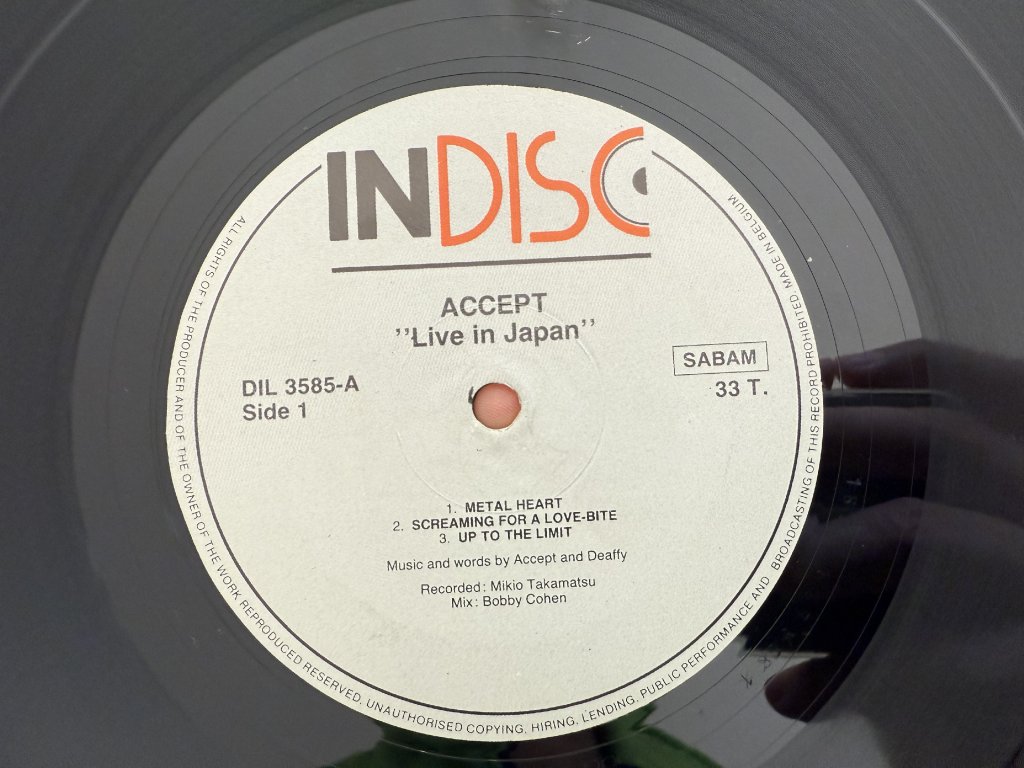 INDISC
ACCEPT
’’Live in Japan’’
DIL 3585-A
Side 1
SABAM
33 T.
1. METAL HEART
2. SCREAMING FOR A LOVE-BITE
3. UP TO THE LIMIT
Music and words by Accept and Deaffy
Recorded: Mikio Takamatsu
Mix: Bobby Cohen
ALL RIGHTS OF THE PRODUCER AND OF THE OWNER OF THE WORK REPRODUCED RESERVED. UNAUTHORISED COPYING, HIRING, LENDING, PUBLIC PERFORMANCE AND BROADCASTING OF THIS RECORD PROHIBITED. MADE IN BELGIUM